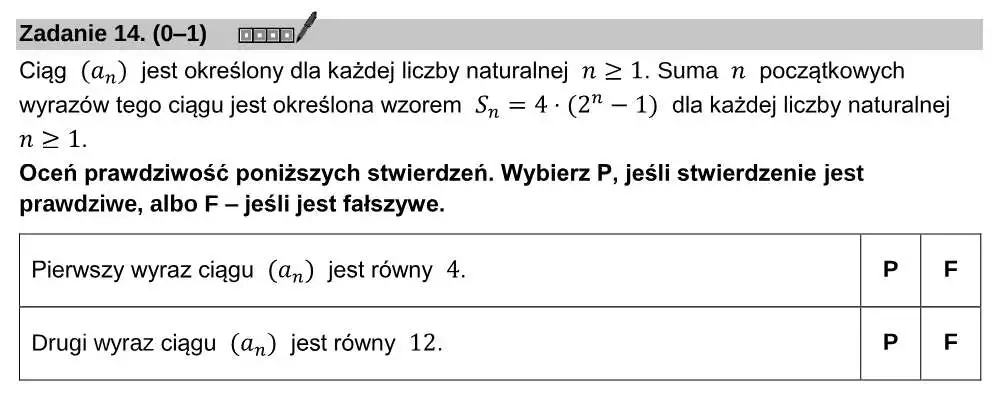 Zadanie 14. (0–1)
Ciąg (aₙ) jest określony dla każdej liczby naturalnej n ≥ 1. Suma n początkowych
wyrazów tego ciągu jest określona wzorem Sₙ = 4 · (2ⁿ − 1) dla każdej liczby naturalnej
n ≥ 1.
Oceń prawdziwość poniższych stwierdzeń. Wybierz P, jeśli stwierdzenie jest
prawdziwe, albo F – jeśli jest fałszywe.
Pierwszy wyraz ciągu (aₙ) jest równy 4. P F
Drugi wyraz ciągu (aₙ) jest równy 12. P F